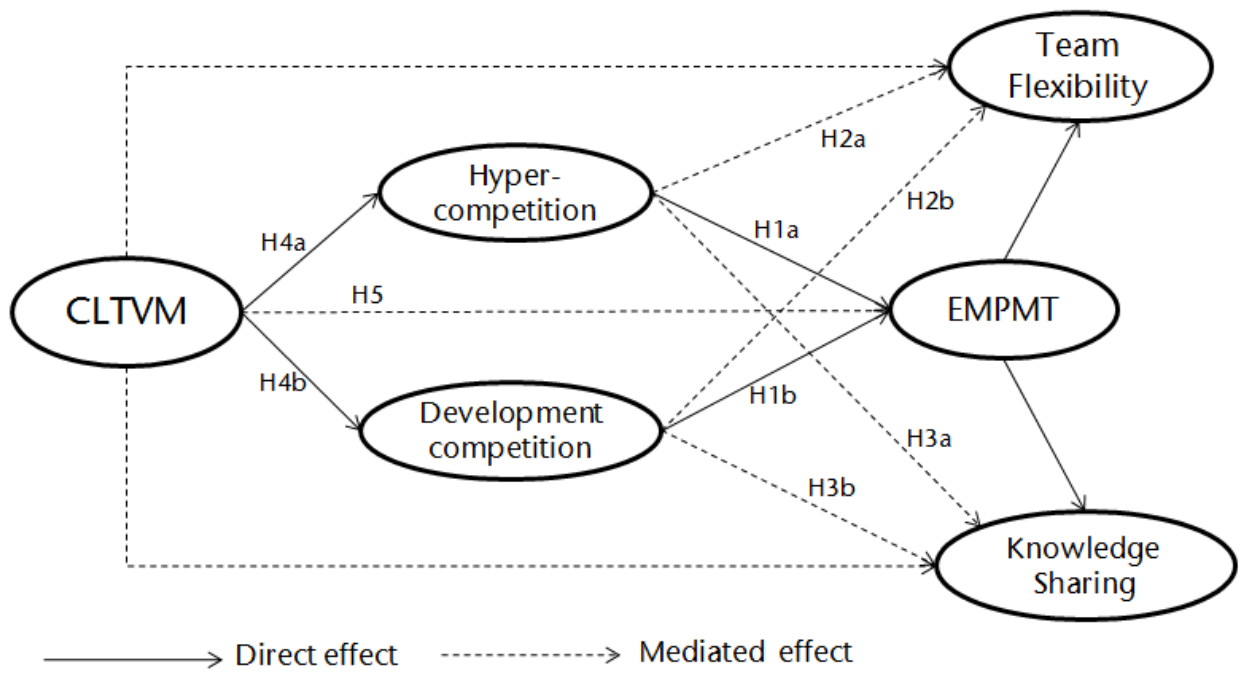 Team
Flexibility
H2a
Hyper-
competition
H2b
H1a
H4a
CLTVM
H5
EMPMT
H4b
H1b
Development
competition
H3a
H3b
Knowledge
Sharing
Direct effect
Mediated effect